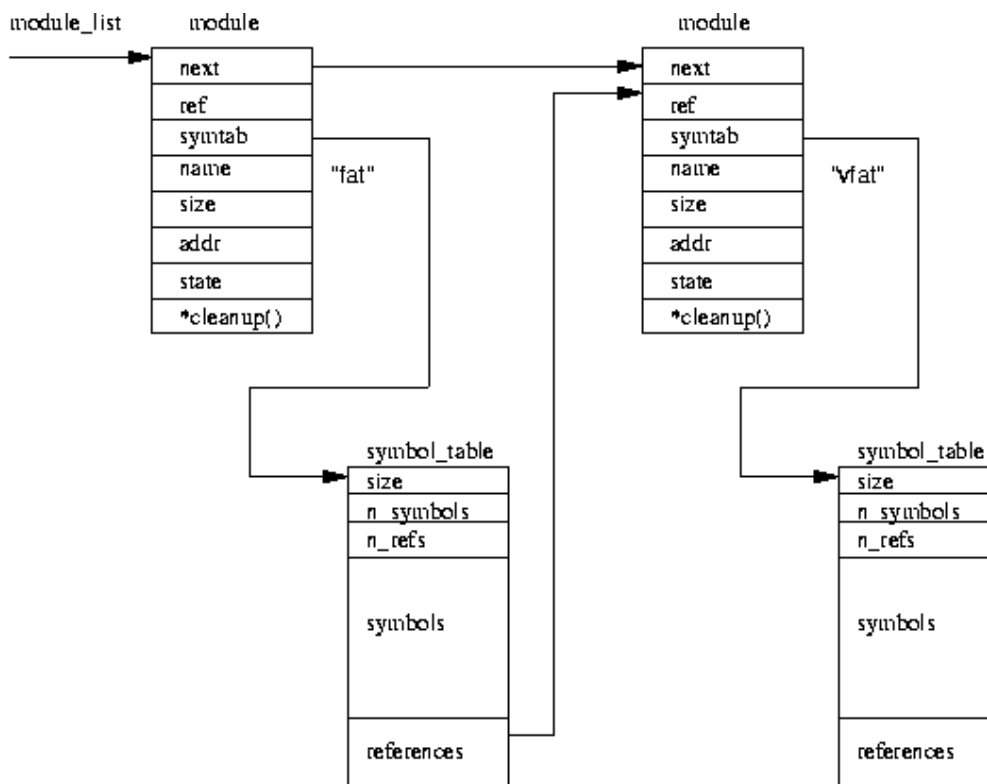 module_list
module
next
ref
symtab
name
"fat"
size
addr
state
*cleanup()
module
next
ref
symtab
name
"vfat"
size
addr
state
*cleanup()
symbol_table
size
n_symbols
n_refs
symbols
references
symbol_table
size
n_symbols
n_refs
symbols
references